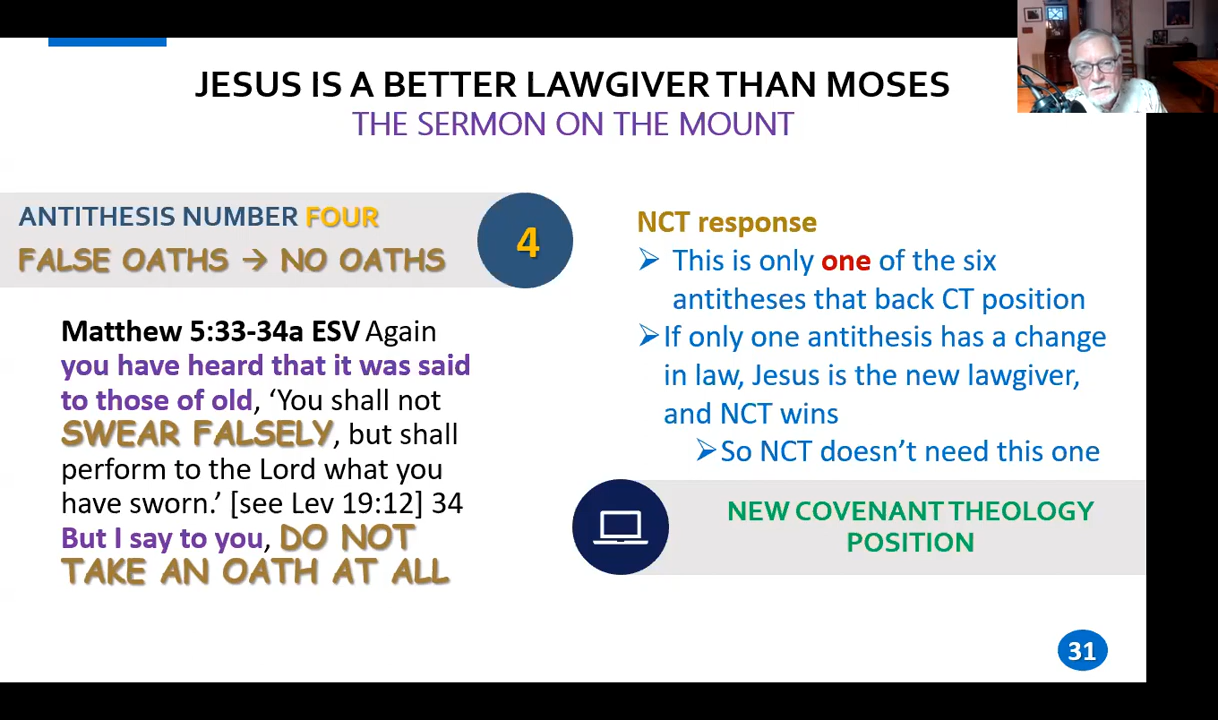 JESUS IS A BETTER LAWGIVER THAN MOSES
THE SERMON ON THE MOUNT
ANTITHESIS NUMBER FOUR
FALSE OATHS → NO OATHS
4
Matthew 5:33-34a ESV Again
you have heard that it was said
to those of old, ‘You shall not
SWEAR FALSELY, but shall
perform to the Lord what you
have sworn.’ [see Lev 19:12] 34
But I say to you, DO NOT
TAKE AN OATH AT ALL
NCT response
➢ This is only one of the six
antitheses that back CT position
➢If only one antithesis has a change
in law, Jesus is the new lawgiver,
and NCT wins
➢So NCT doesn’t need this one
NEW COVENANT THEOLOGY
POSITION
31